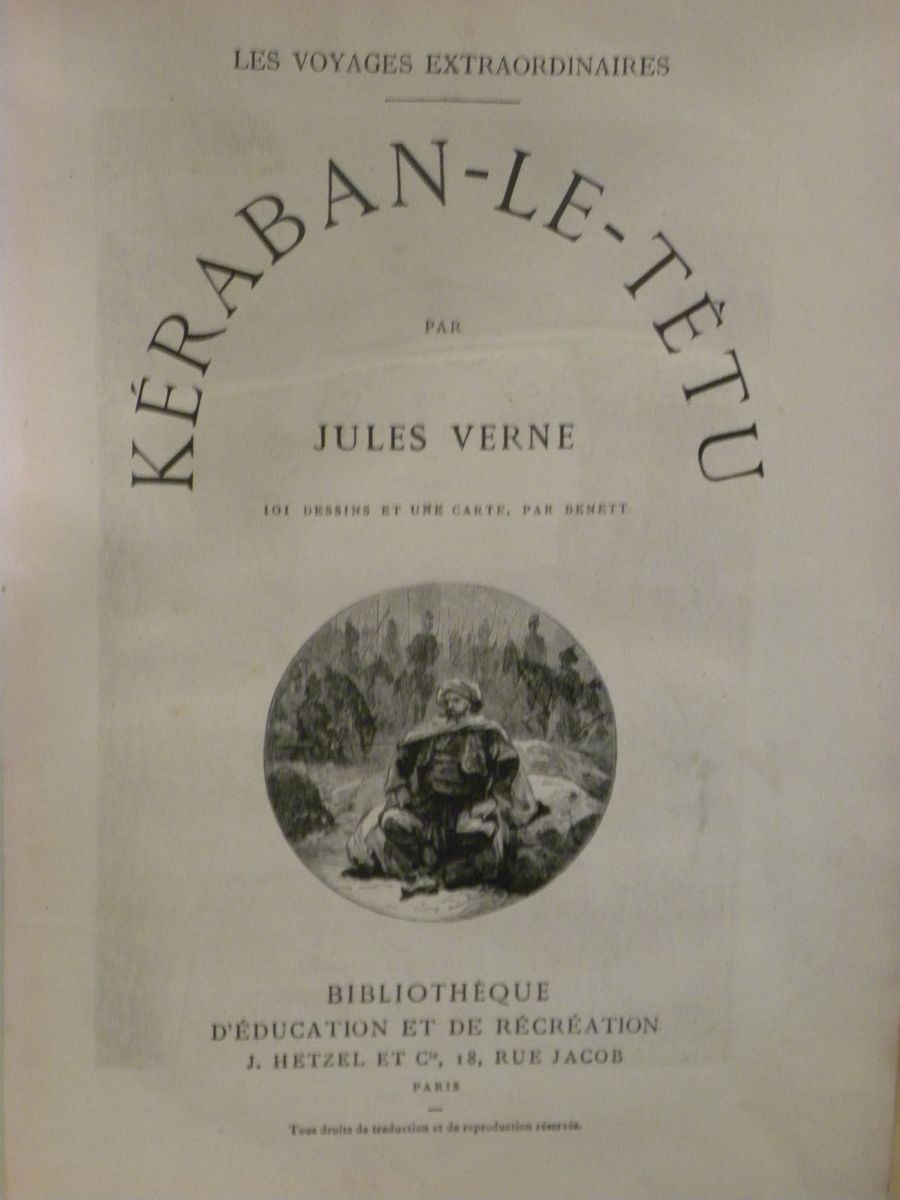 LES VOYAGES EXTRAORDINAIRES
KÉRABAN-LE-TÊTU
PAR
JULES VERNE
101 DESSINS ET UNE CARTE, PAR BENETT
BIBLIOTHÈQUE
D'ÉDUCATION ET DE RÉCRÉATION
J. HETZEL ET Cie, 18, RUE JACOB
PARIS
Tous droits de traduction et de reproduction réservés.